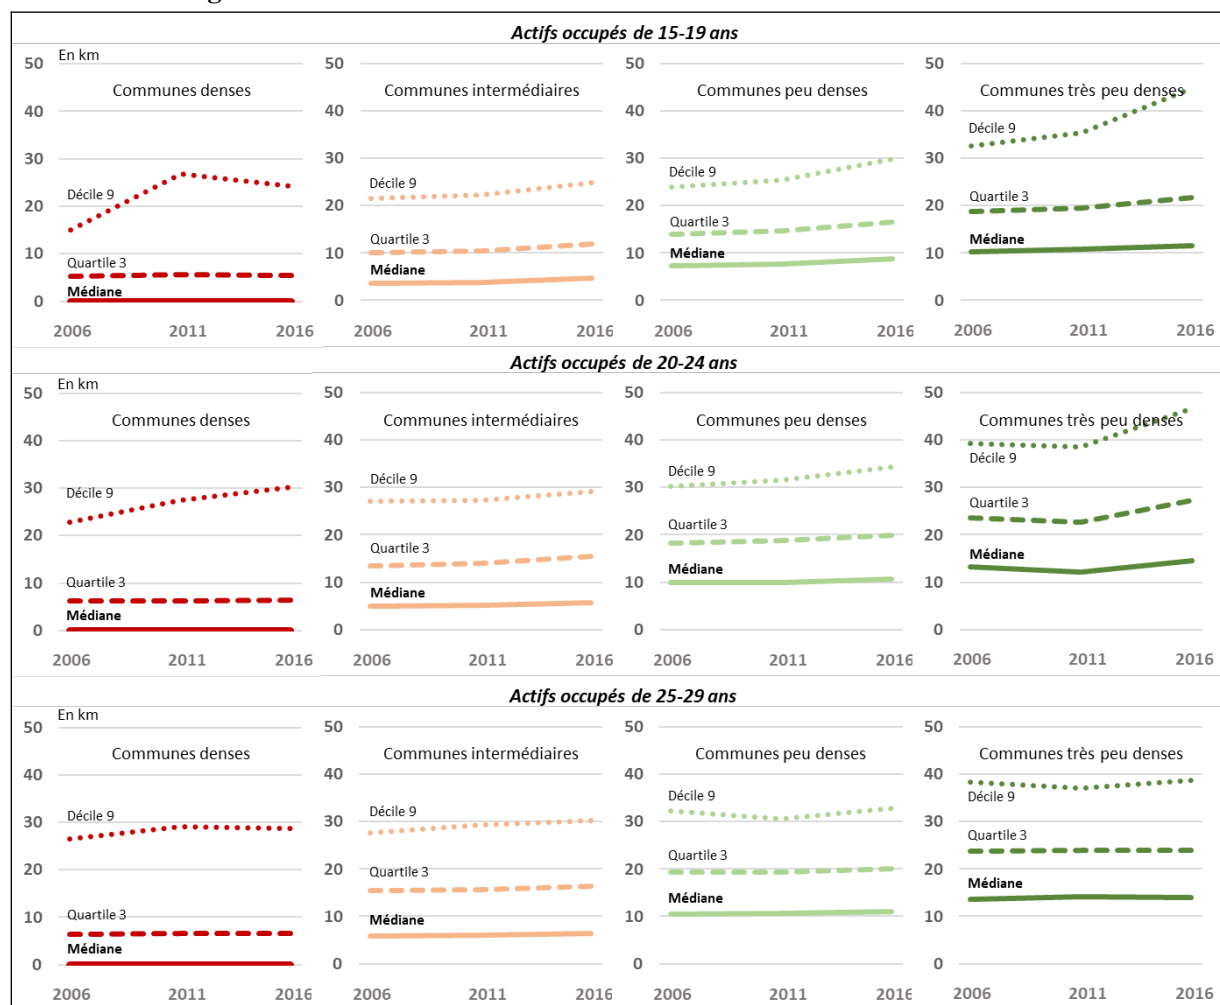 Actifs occupés de 15-19 ans
En km
50 50 50 50
Communes denses Communes intermédiaires Communes peu denses Communes très peu denses
40 40 40 40
Décile 9
30 30 30 30
Décile 9 Décile 9 Décile 9
20 20 20 20
Quartile 3 Quartile 3 Quartile 3
10 10 10 10
Quartile 3 Médiane Médiane Médiane
Médiane
0 0 0 0
2006 2011 2016 2006 2011 2016 2006 2011 2016 2006 2011 2016
Actifs occupés de 20-24 ans
En km
50 50 50 50
Communes denses Communes intermédiaires Communes peu denses Communes très peu denses
40 40 40 40
Décile 9 Décile 9 Décile 9 Décile 9
30 30 30 30
Quartile 3 Quartile 3
20 20 20 20
Quartile 3 Quartile 3 Médiane Médiane
10 10 10 10
Médiane Médiane
0 0 0 0
2006 2011 2016 2006 2011 2016 2006 2011 2016 2006 2011 2016
Actifs occupés de 25-29 ans
En km
50 50 50 50
Communes denses Communes intermédiaires Communes peu denses Communes très peu denses
40 40 40 40
Décile 9 Décile 9 Décile 9 Décile 9
30 30 30 30
Quartile 3 Quartile 3 Quartile 3
20 20 20 20
Médiane Médiane
10 10 10 10
Quartile 3 Médiane
Médiane
0 0 0 0
2006 2011 2016 2006 2011 2016 2006 2011 2016 2006 2011 2016